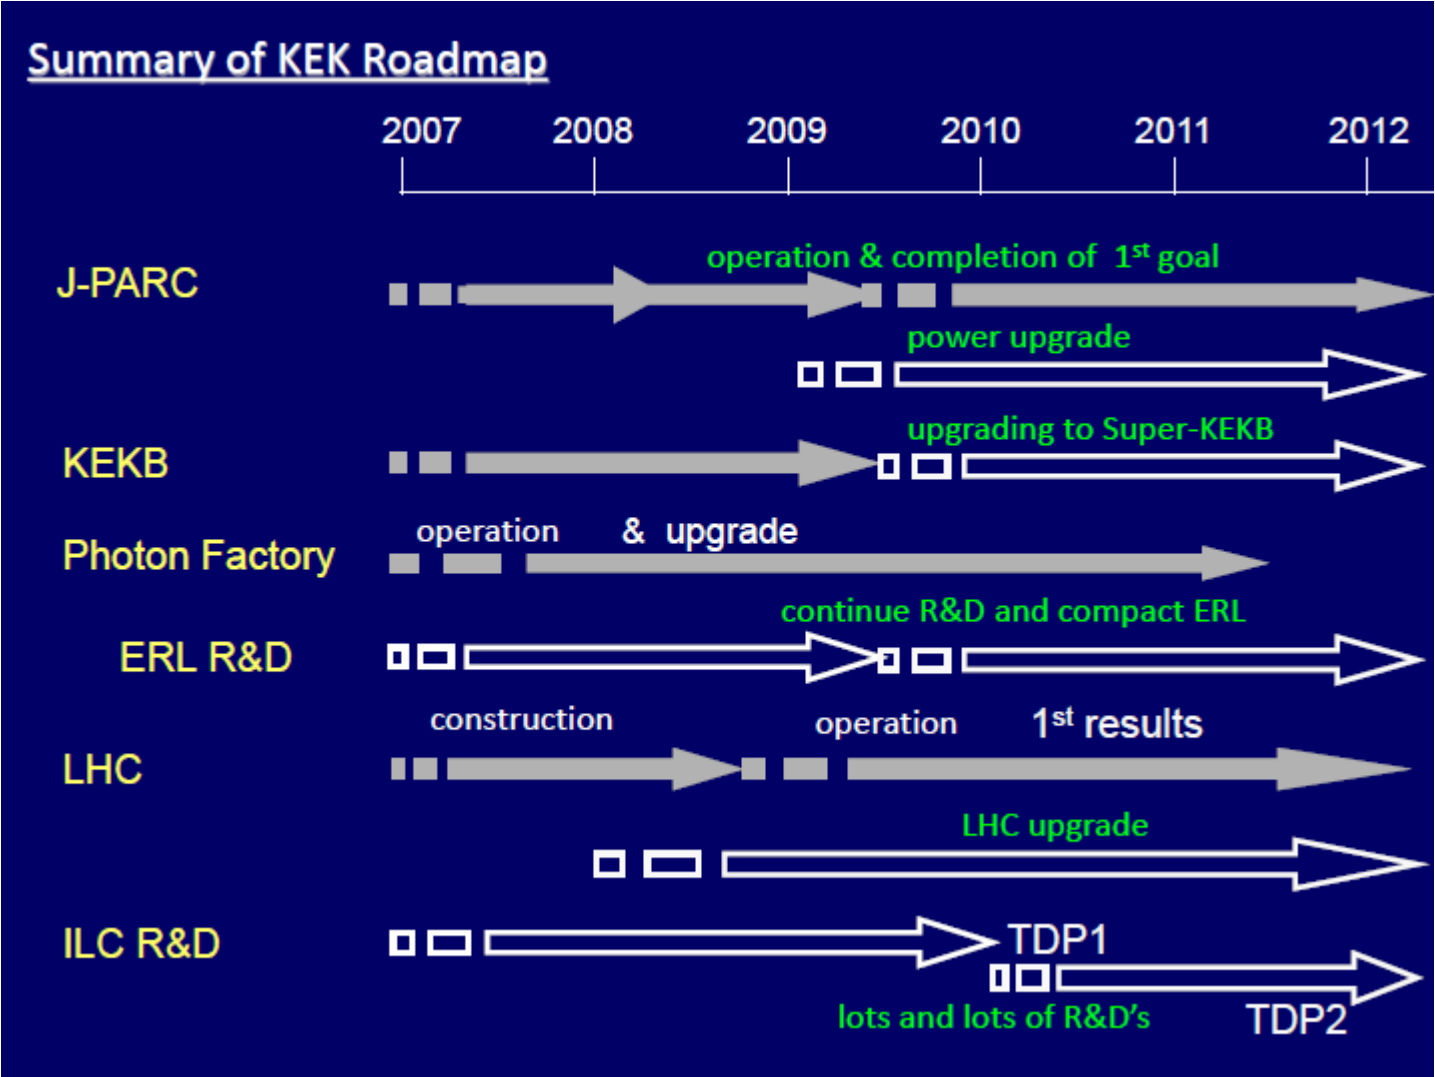 Summary of KEK Roadmap
2007 2008 2009 2010 2011 2012
operation & completion of 1st goal
J-PARC
power upgrade
upgrading to Super-KEKB
KEKB
operation & upgrade
Photon Factory
continue R&D and compact ERL
ERL R&D
construction operation 1st results
LHC
LHC upgrade
ILC R&D TDP1
lots and lots of R&D’s TDP2